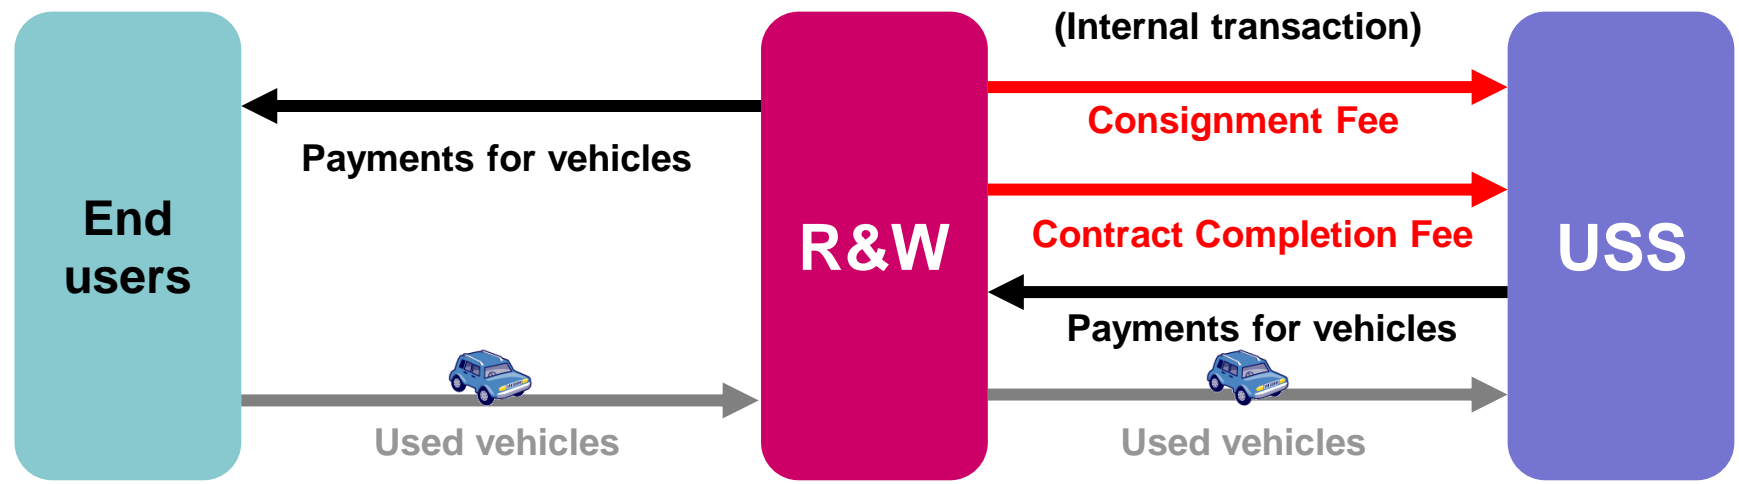 (Internal transaction)
Consignment Fee
Payments for vehicles
End
users
R&W
Contract Completion Fee
USS
Payments for vehicles
Used vehicles
Used vehicles